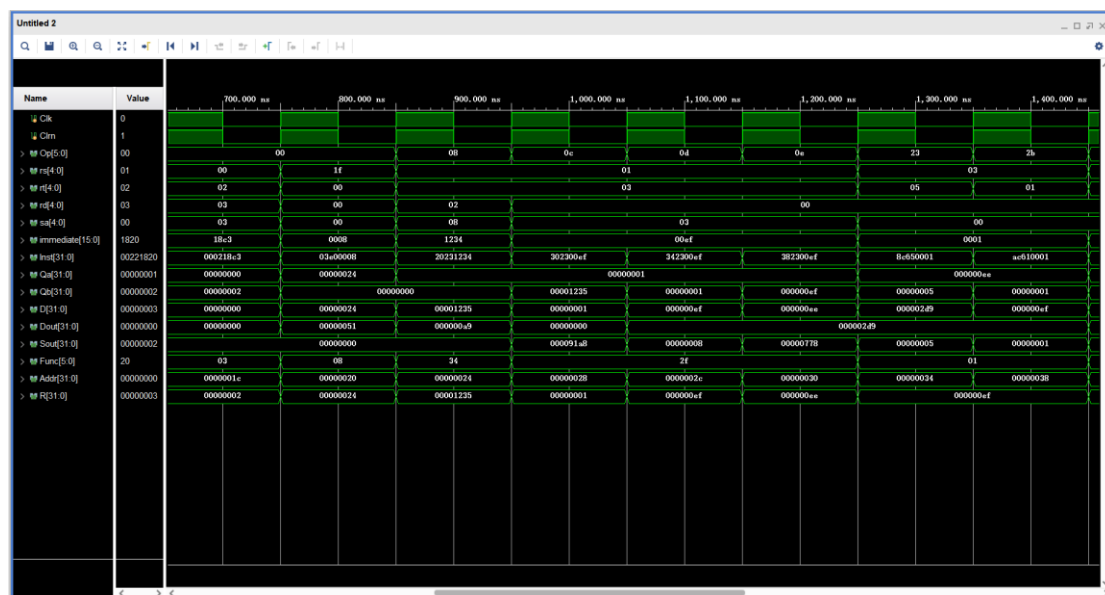 Untitled 2
Name Value 700.000 ns 800.000 ns 900.000 ns 1,000.000 ns 1,100.000 ns 1,200.000 ns 1,300.000 ns 1,400.000 ns
Clk 0
Clrn 1
Op[5:0] 00 00 08 0c 0d 0e 23 2b
rs[4:0] 01 00 1f 01 03
rt[4:0] 02 02 00 03 05 01
rd[4:0] 03 03 00 02 00
sa[4:0] 00 03 00 08 03 00
immediate[15:0] 1820 18c3 0008 1234 00ef 0001
Inst[31:0] 00221820 000218c3 03e00008 20231234 302300ef 342300ef 382300ef 8c650001 ac610001
Qa[31:0] 00000001 00000000 00000024 00000001 000000ee
Qb[31:0] 00000002 00000002 00000000 00001235 00000001 000000ef 00000005 00000001
D[31:0] 00000003 00000000 00000024 00001235 00000001 000000ef 000000ee 000002d9 000000ef
Dout[31:0] 00000000 00000000 00000051 000000a9 00000000 000002d9
Sout[31:0] 00000002 00000000 000091a8 00000008 00000778 00000005 00000001
Func[5:0] 20 03 08 34 2f 01
Addr[31:0] 00000000 0000001c 00000020 00000024 00000028 0000002c 00000030 00000034 00000038
R[31:0] 00000003 00000002 00000024 00001235 00000001 000000ef 000000ee 000000ef